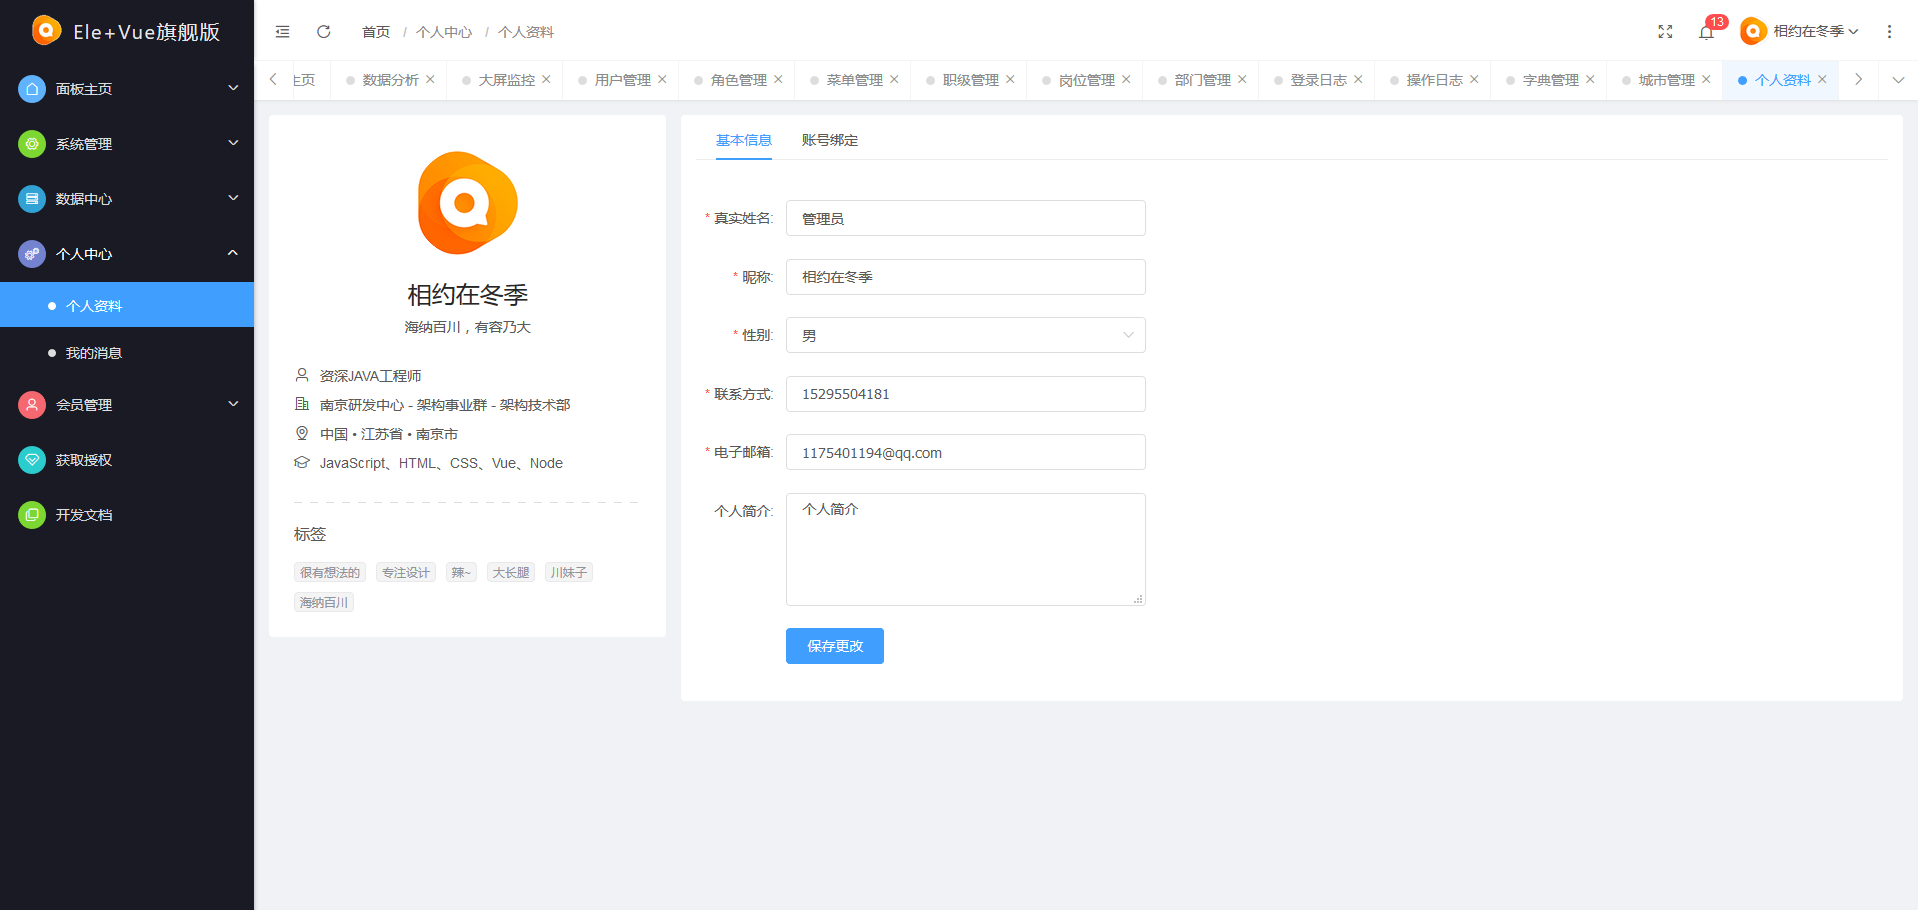 Ele+Vue旗舰版
面板主页
系统管理
数据中心
个人中心
个人资料
我的消息
会员管理
获取授权
开发文档
首页 / 个人中心 / 个人资料
13
相约在冬季
主页 数据分析 大屏监控 用户管理 角色管理 菜单管理 职级管理 岗位管理 部门管理 登录日志 操作日志 字典管理 城市管理 个人资料
相约在冬季
海纳百川，有容乃大
资深JAVA工程师
南京研发中心 - 架构事业群 - 架构技术部
中国 • 江苏省 • 南京市
JavaScript、HTML、CSS、Vue、Node
标签
很有想法的 专注设计 辣~ 大长腿 川妹子
海纳百川
基本信息 账号绑定
* 真实姓名: 管理员
* 昵称: 相约在冬季
* 性别: 男
* 联系方式: 15295504181
* 电子邮箱: 1175401194@qq.com
个人简介: 个人简介
保存更改